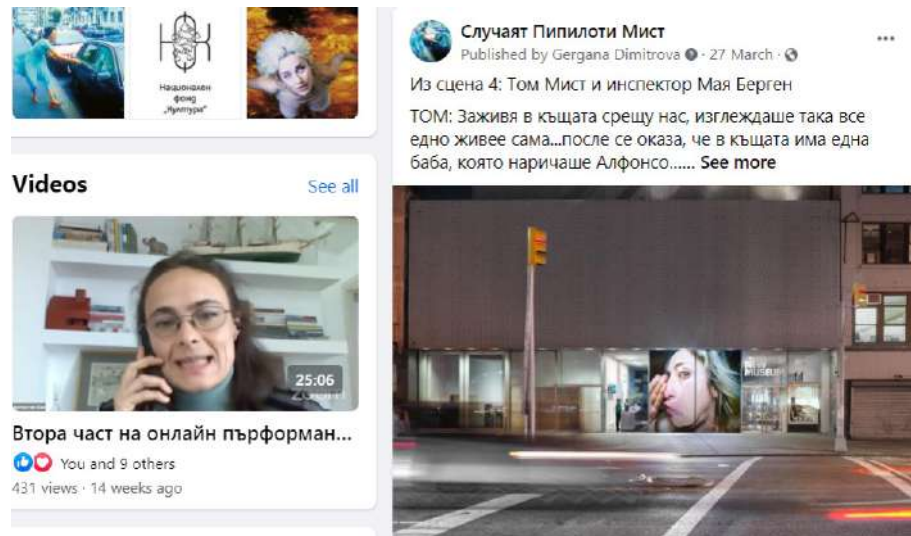 Национален
фонд
„Култура“
Videos
See all
25:06
Втора част на онлайн пърформан...
You and 9 others
431 views · 14 weeks ago
Случаят Пипилоти Мист
Published by Gergana Dimitrova · 27 March ·
Из сцена 4: Том Мист и инспектор Мая Берген
ТОМ: Заживя в къщата срещу нас, изглеждаше така все
едно живее сама...после се оказа, че в къщата има една
баба, която наричаше Алфонсо...... See more
MUSEUM